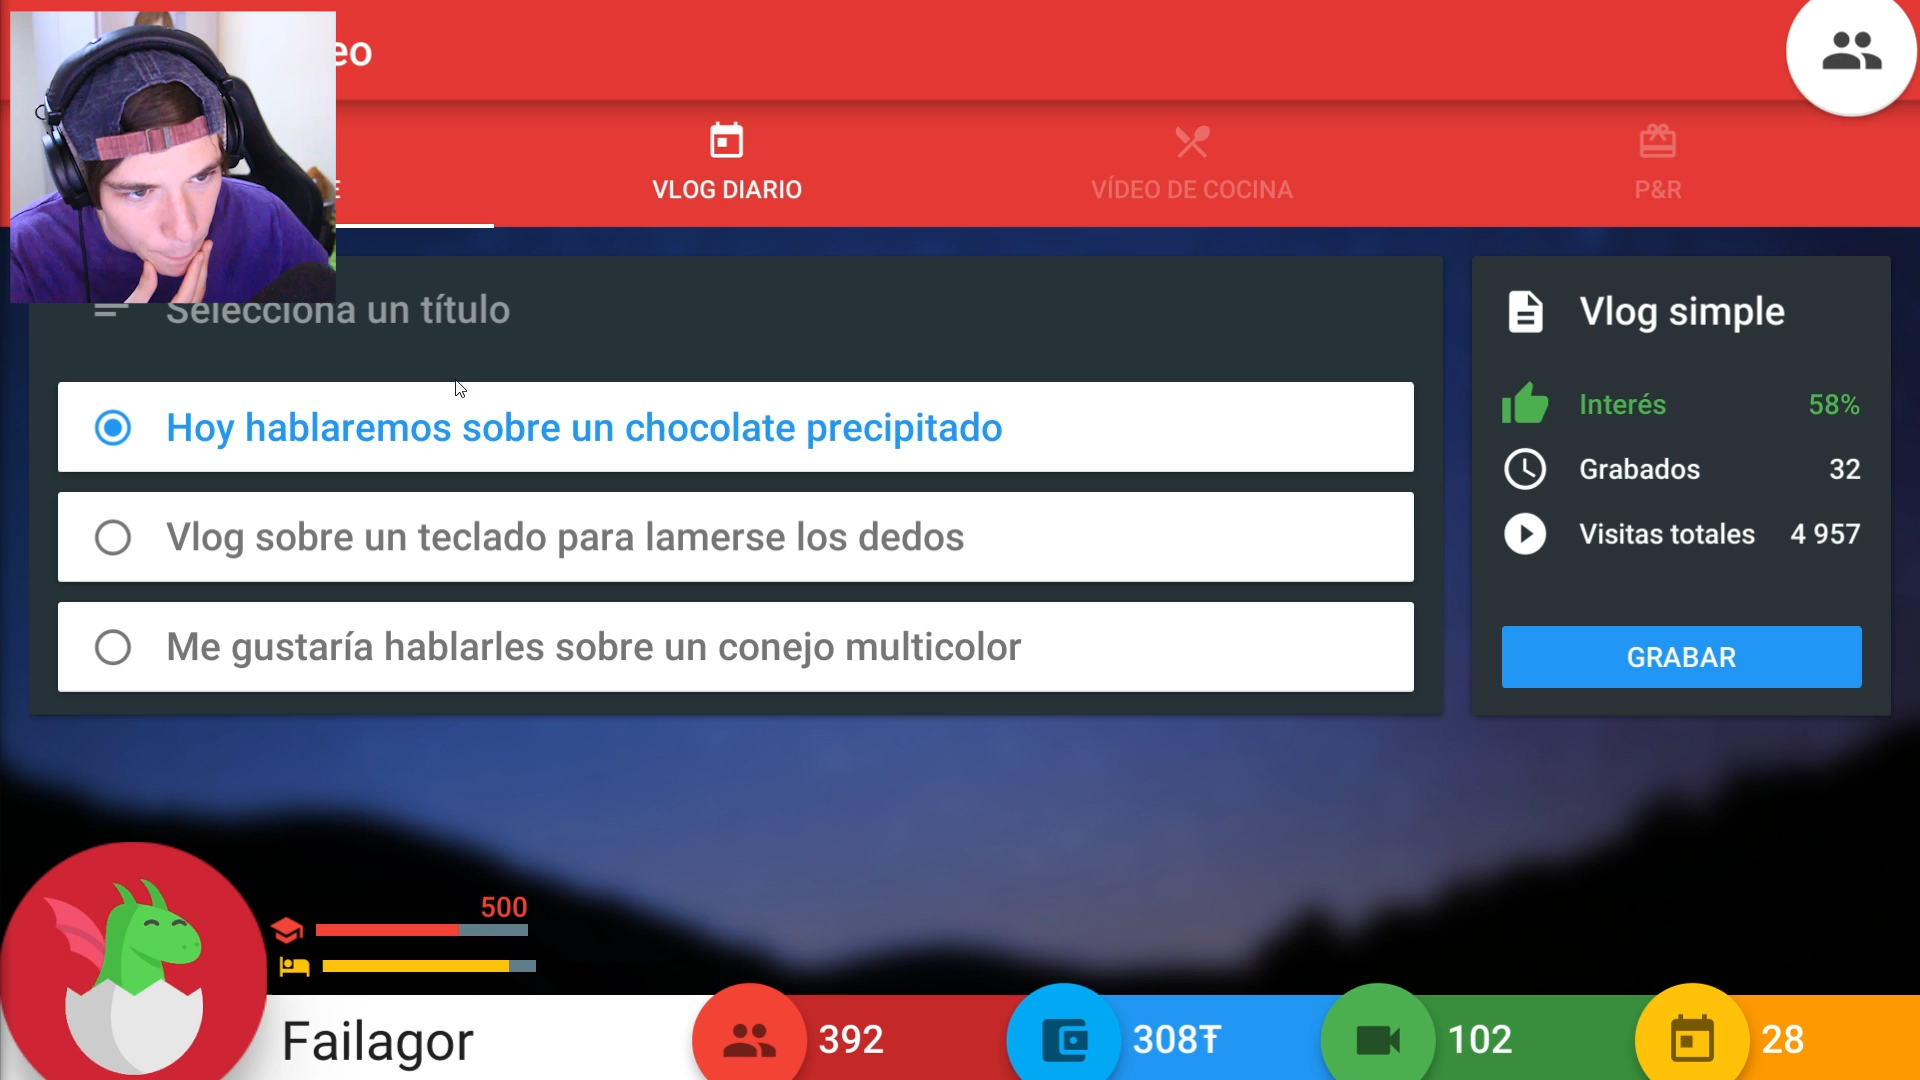 eo
E
VLOG DIARIO
VÍDEO DE COCINA
P&R
Selecciona un título
Hoy hablaremos sobre un chocolate precipitado
Vlog sobre un teclado para lamerse los dedos
Me gustaría hablarles sobre un conejo multicolor
Vlog simple
Interés 58%
Grabados 32
Visitas totales 4 957
GRABAR
500
Failagor
392
308Ŧ
102
28